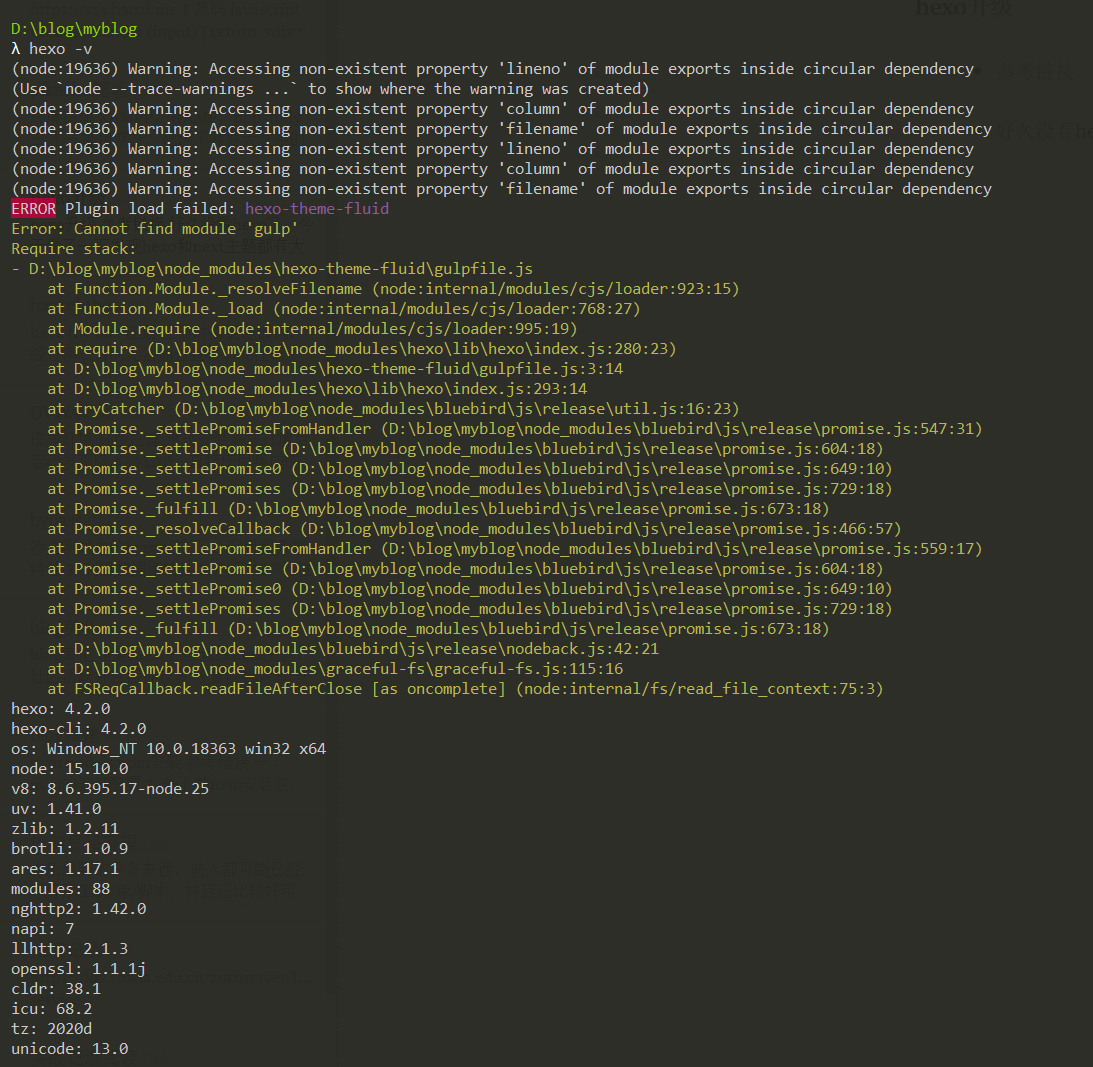 D:\blog\myblog
λ hexo -v
(node:19636) Warning: Accessing non-existent property 'lineno' of module exports inside circular dependency
(Use `node --trace-warnings ...` to show where the warning was created)
(node:19636) Warning: Accessing non-existent property 'column' of module exports inside circular dependency
(node:19636) Warning: Accessing non-existent property 'filename' of module exports inside circular dependency
(node:19636) Warning: Accessing non-existent property 'lineno' of module exports inside circular dependency
(node:19636) Warning: Accessing non-existent property 'column' of module exports inside circular dependency
(node:19636) Warning: Accessing non-existent property 'filename' of module exports inside circular dependency
ERROR Plugin load failed: hexo-theme-fluid
Error: Cannot find module 'gulp'
Require stack:
- D:\blog\myblog\node_modules\hexo-theme-fluid\gulpfile.js
    at Function.Module._resolveFilename (node:internal/modules/cjs/loader:923:15)
    at Function.Module._load (node:internal/modules/cjs/loader:768:27)
    at Module.require (node:internal/modules/cjs/loader:995:19)
    at require (D:\blog\myblog\node_modules\hexo\lib\hexo\index.js:280:23)
    at D:\blog\myblog\node_modules\hexo-theme-fluid\gulpfile.js:3:14
    at D:\blog\myblog\node_modules\hexo\lib\hexo\index.js:293:14
    at tryCatcher (D:\blog\myblog\node_modules\bluebird\js\release\util.js:16:23)
    at Promise._settlePromiseFromHandler (D:\blog\myblog\node_modules\bluebird\js\release\promise.js:547:31)
    at Promise._settlePromise (D:\blog\myblog\node_modules\bluebird\js\release\promise.js:604:18)
    at Promise._settlePromise0 (D:\blog\myblog\node_modules\bluebird\js\release\promise.js:649:10)
    at Promise._settlePromises (D:\blog\myblog\node_modules\bluebird\js\release\promise.js:729:18)
    at Promise._fulfill (D:\blog\myblog\node_modules\bluebird\js\release\promise.js:673:18)
    at Promise._resolveCallback (D:\blog\myblog\node_modules\bluebird\js\release\promise.js:466:57)
    at Promise._settlePromiseFromHandler (D:\blog\myblog\node_modules\bluebird\js\release\promise.js:559:17)
    at Promise._settlePromise (D:\blog\myblog\node_modules\bluebird\js\release\promise.js:604:18)
    at Promise._settlePromise0 (D:\blog\myblog\node_modules\bluebird\js\release\promise.js:649:10)
    at Promise._settlePromises (D:\blog\myblog\node_modules\bluebird\js\release\promise.js:729:18)
    at Promise._fulfill (D:\blog\myblog\node_modules\bluebird\js\release\promise.js:673:18)
    at D:\blog\myblog\node_modules\bluebird\js\release\nodeback.js:42:21
    at D:\blog\myblog\node_modules\graceful-fs\graceful-fs.js:115:16
    at FSReqCallback.readFileAfterClose [as oncomplete] (node:internal/fs/read_file_context:75:3)
hexo: 4.2.0
hexo-cli: 4.2.0
os: Windows_NT 10.0.18363 win32 x64
node: 15.10.0
v8: 8.6.395.17-node.25
uv: 1.41.0
zlib: 1.2.11
brotli: 1.0.9
ares: 1.17.1
modules: 88
nghttp2: 1.42.0
napi: 7
llhttp: 2.1.3
openssl: 1.1.1j
cldr: 38.1
icu: 68.2
tz: 2020d
unicode: 13.0